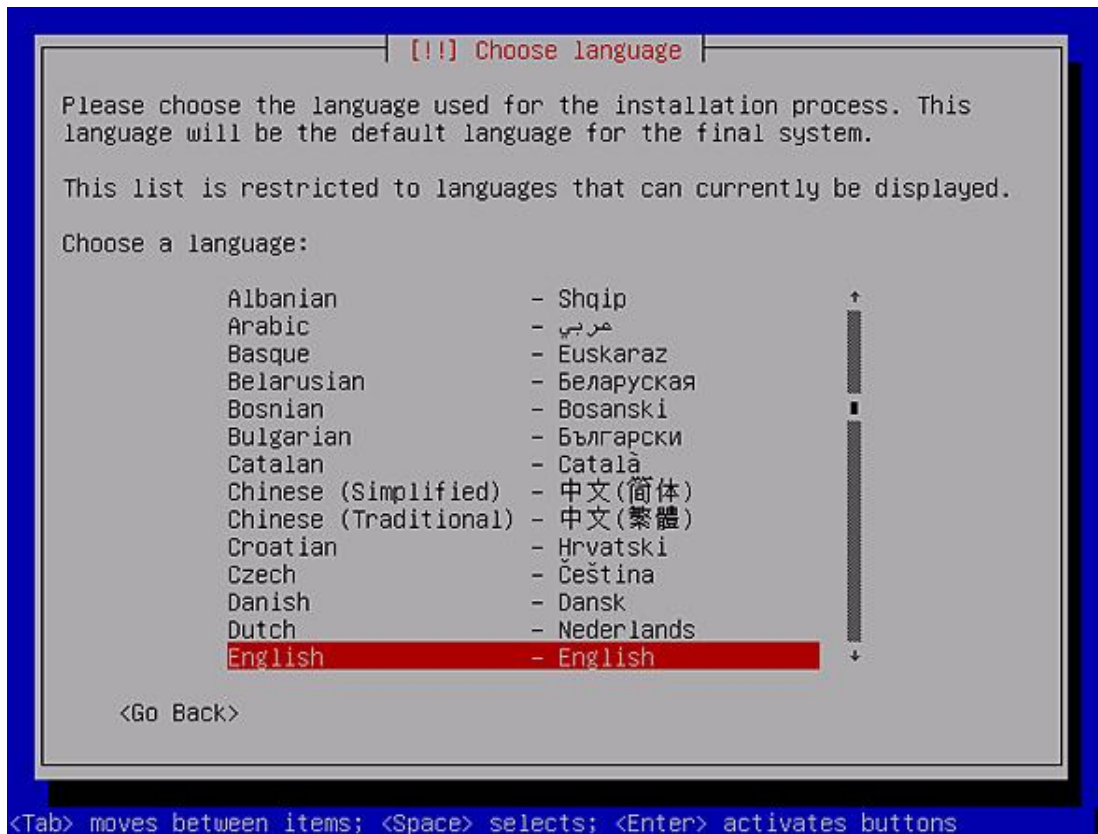 [!!] Choose language
Please choose the language used for the installation process. This
language will be the default language for the final system.
This list is restricted to languages that can currently be displayed.
Choose a language:
Albanian - Shqip
Arabic - عربي
Basque - Euskaraz
Belarusian - Беларуская
Bosnian - Bosanski
Bulgarian - Български
Catalan - Català
Chinese (Simplified) - 中文(简体)
Chinese (Traditional) - 中文(繁體)
Croatian - Hrvatski
Czech - Čeština
Danish - Dansk
Dutch - Nederlands
English - English
<Go Back>
<Tab> moves between items; <Space> selects; <Enter> activates buttons